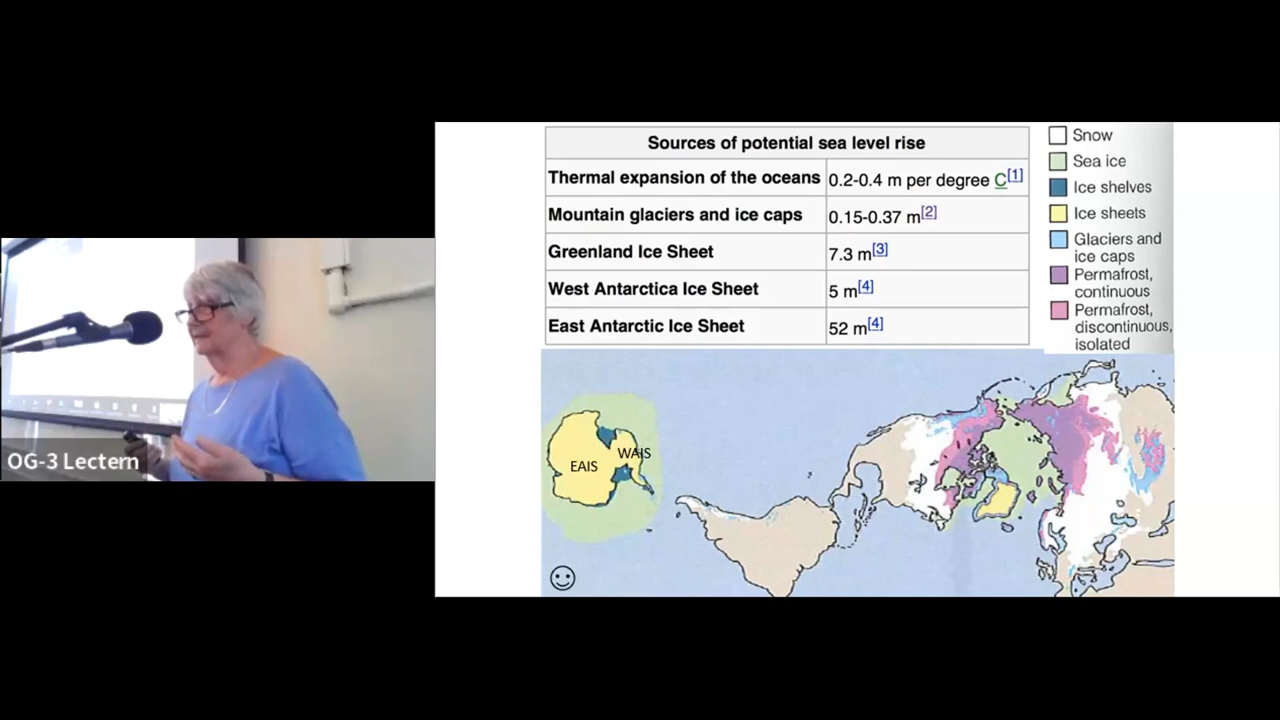 Sources of potential sea level rise
Thermal expansion of the oceans 0.2-0.4 m per degree C[1]
Mountain glaciers and ice caps 0.15-0.37 m[2]
Greenland Ice Sheet 7.3 m[3]
West Antarctica Ice Sheet 5 m[4]
East Antarctic Ice Sheet 52 m[4]
Snow
Sea ice
Ice shelves
Ice sheets
Glaciers and
ice caps
Permafrost,
continuous
Permafrost,
discontinuous,
isolated
EAIS
WAIS
OG-3 Lectern